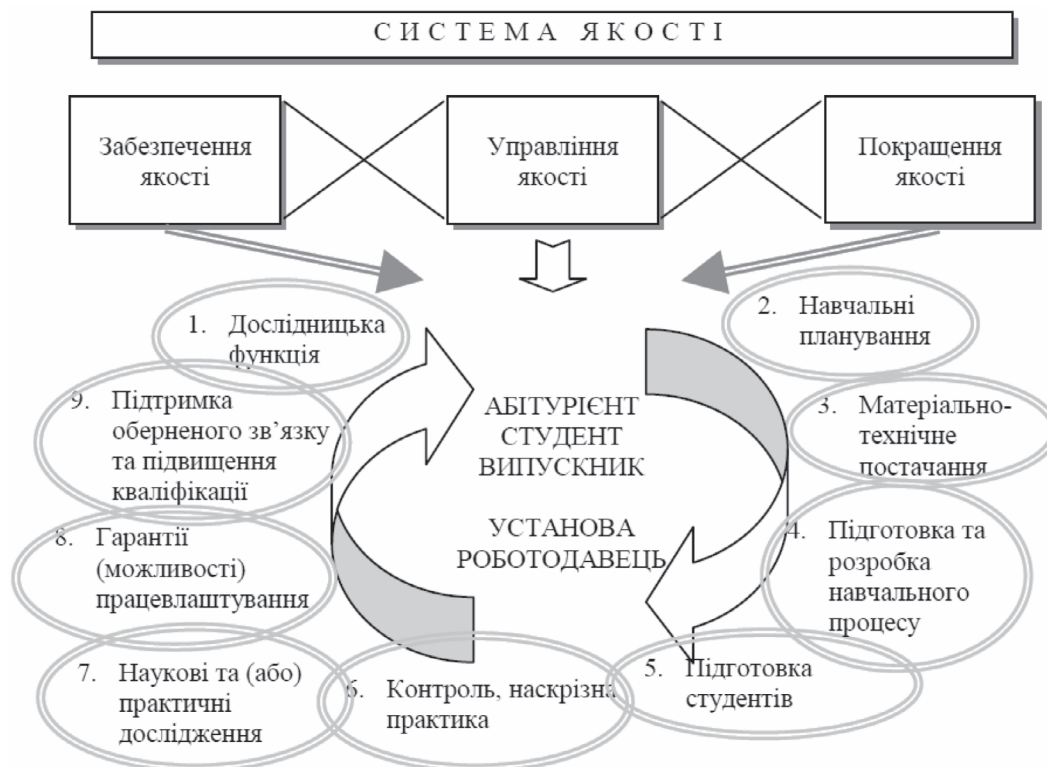 СИСТЕМА ЯКОСТІ
Забезпечення
якості
Управління
якості
Покращення
якості
1. Дослідницька
функція
2. Навчальні
планування
3. Матеріально-
технічне
постачання
4. Підготовка та
розробка
навчального
процесу
5. Підготовка
студентів
6. Контроль, наскрізна
практика
7. Наукові та (або)
практичні
дослідження
8. Гарантії
(можливості)
працевлаштування
9. Підтримка
оберненого зв’язку
та підвищення
кваліфікації
АБІТУРІЄНТ
СТУДЕНТ
ВИПУСКНИК
УСТАНОВА
РОБОТОДАВЕЦЬ